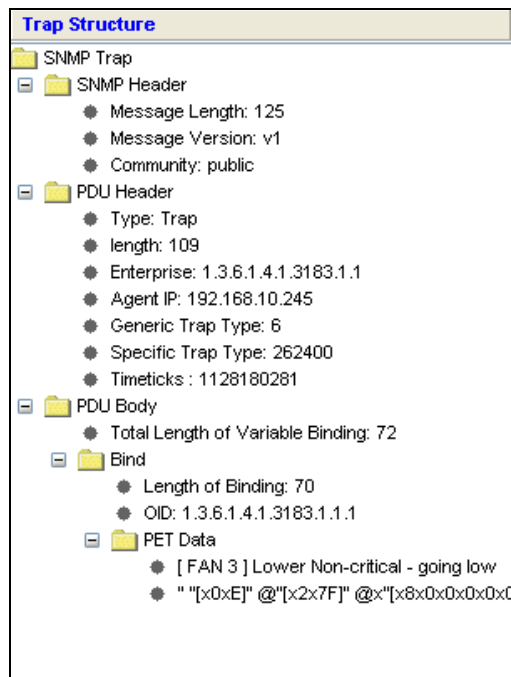 Trap Structure
SNMP Trap
SNMP Header
Message Length: 125
Message Version: v1
Community: public
PDU Header
Type: Trap
length: 109
Enterprise: 1.3.6.1.4.1.3183.1.1
Agent IP: 192.168.10.245
Generic Trap Type: 6
Specific Trap Type: 262400
Timeticks : 1128180281
PDU Body
Total Length of Variable Binding: 72
Bind
Length of Binding: 70
OID: 1.3.6.1.4.1.3183.1.1.1
PET Data
[ FAN 3 ] Lower Non-critical - going low
" "[x0xE]" @"[x2x7F]" @x"[x8x0x0x0x0x0